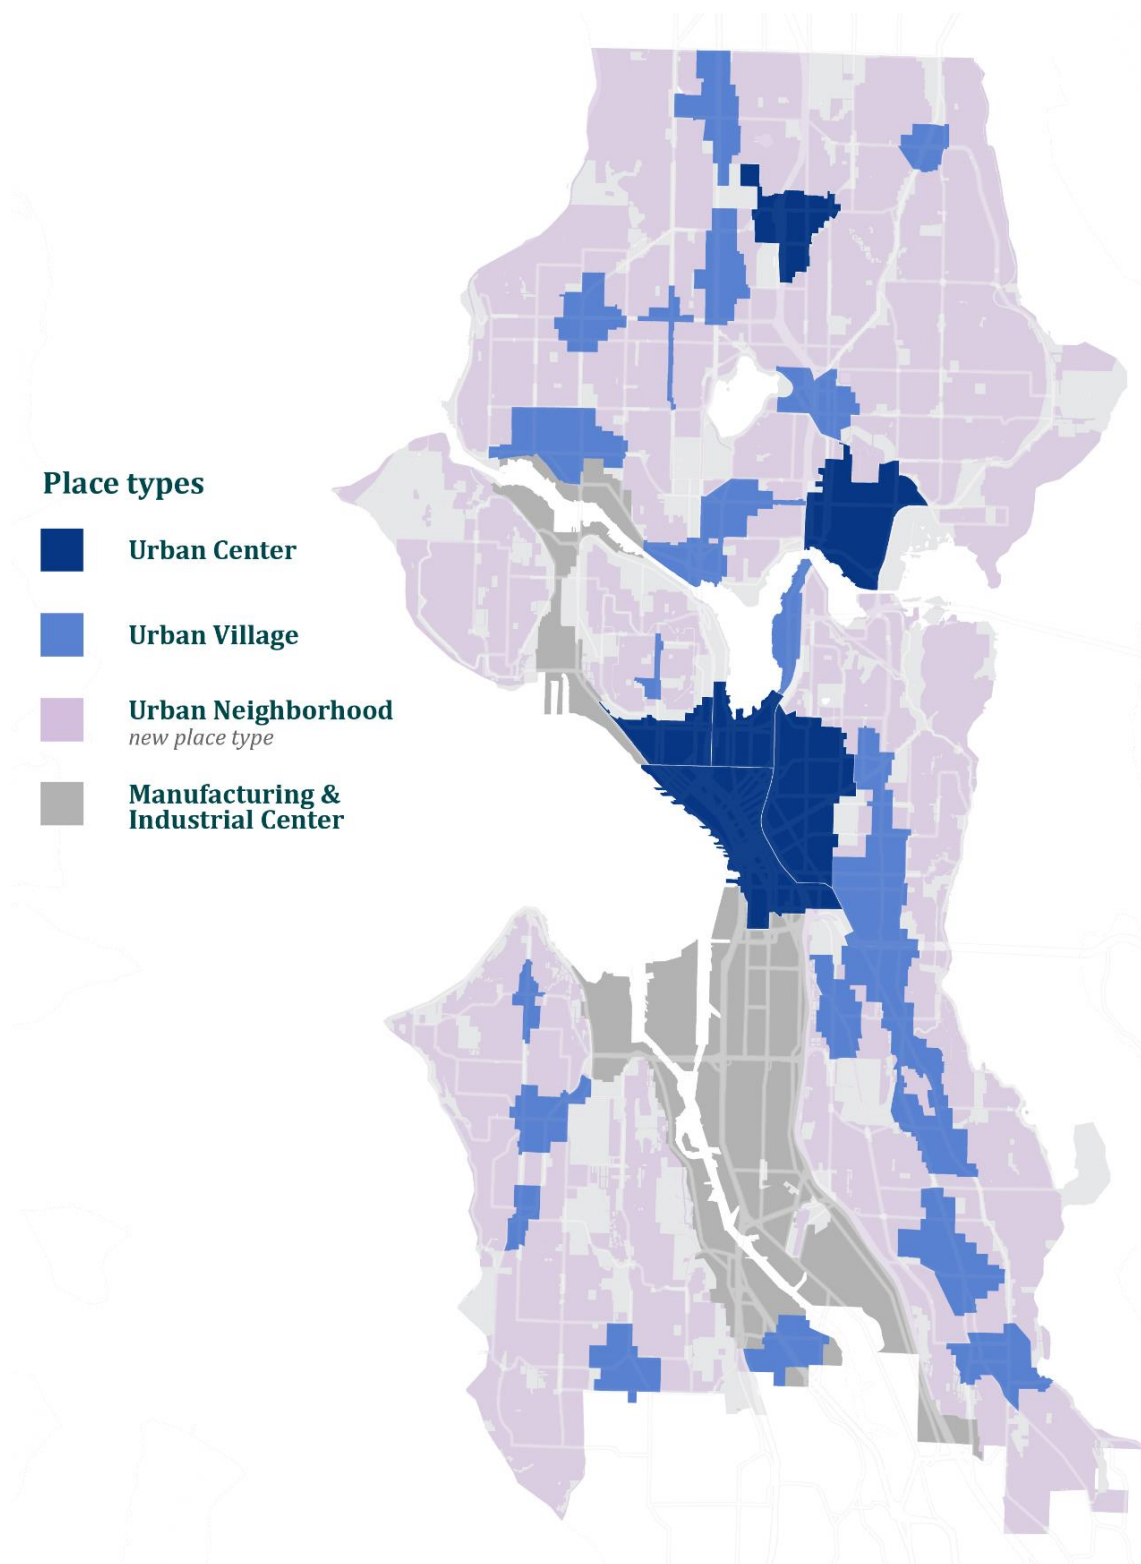 Place types
Urban Center
Urban Village
Urban Neighborhood
new place type
Manufacturing &
Industrial Center